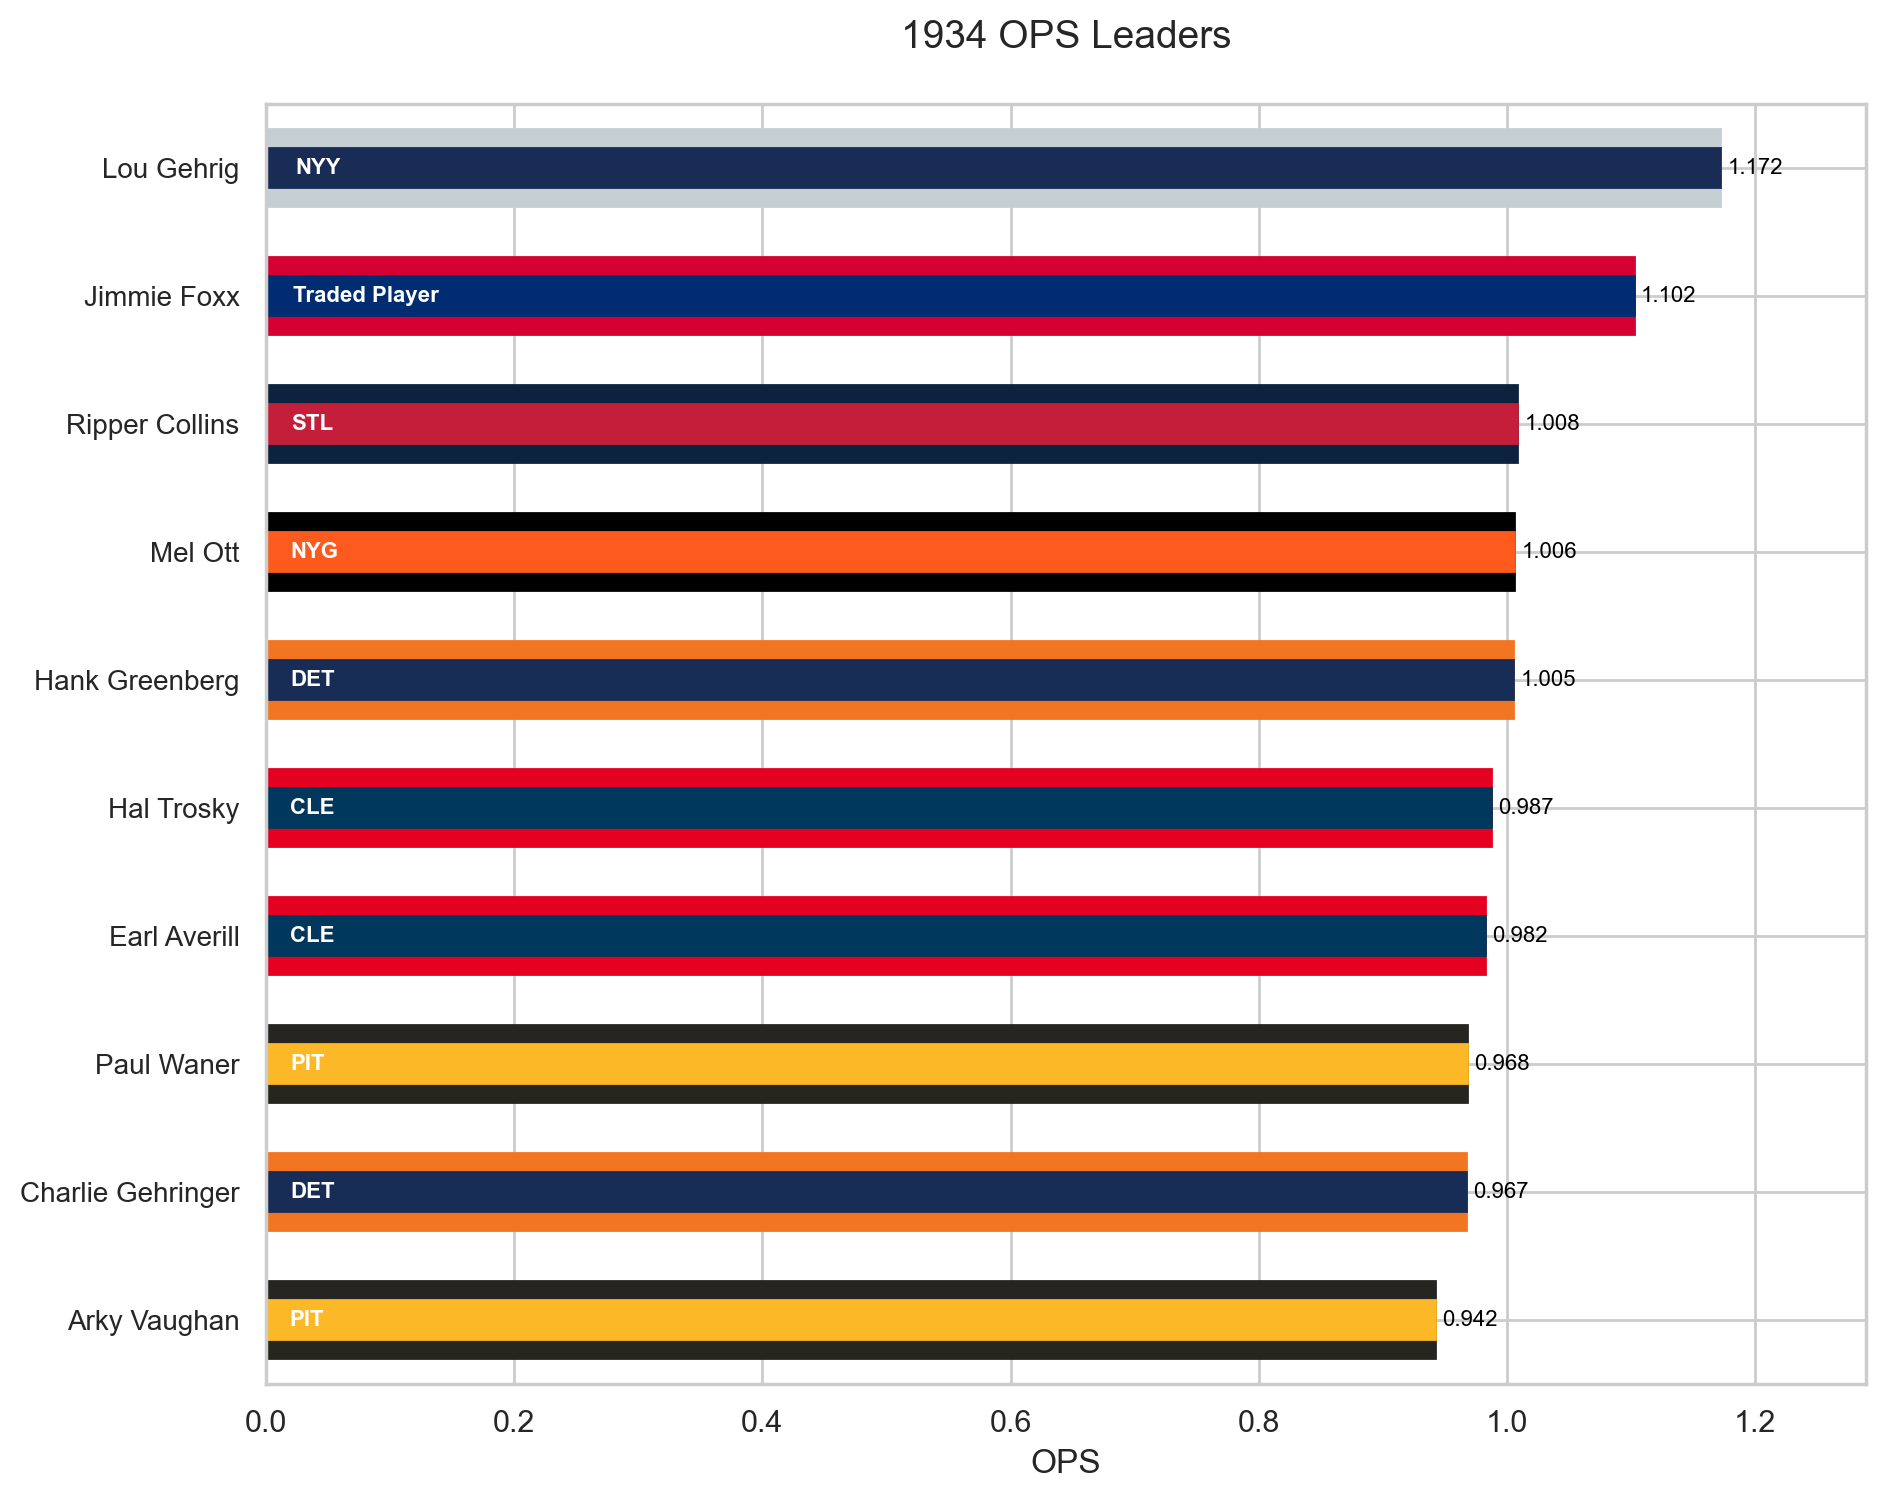 1934 OPS Leaders
Lou Gehrig NYY 1.172
Jimmie Foxx Traded Player 1.102
Ripper Collins STL 1.008
Mel Ott NYG 1.006
Hank Greenberg DET 1.005
Hal Trosky CLE 0.987
Earl Averill CLE 0.982
Paul Waner PIT 0.968
Charlie Gehringer DET 0.967
Arky Vaughan PIT 0.942
0.0 0.2 0.4 0.6 0.8 1.0 1.2
OPS